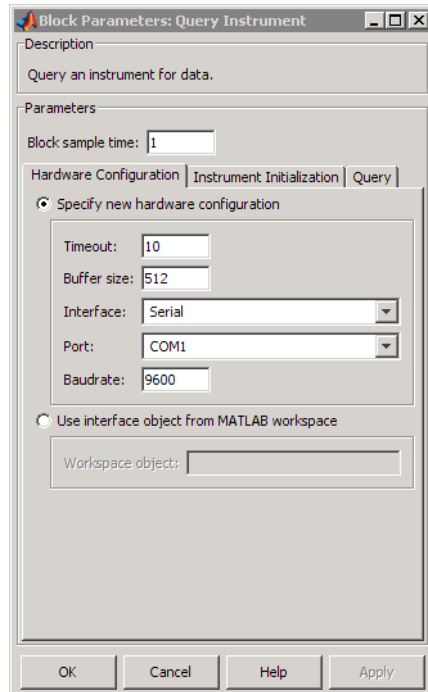 Block Parameters: Query Instrument
Description
Query an instrument for data.
Parameters
Block sample time: 1
Hardware Configuration Instrument Initialization Query
Specify new hardware configuration
Timeout: 10
Buffer size: 512
Interface: Serial
Port: COM1
Baudrate: 9600
Use interface object from MATLAB workspace
Workspace object:
OK Cancel Help Apply